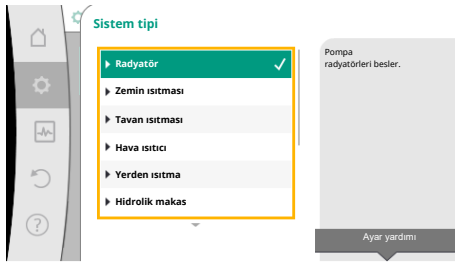 Sistem tipi
Radyatör
Zemin ısıtması
Tavan ısıtması
Hava ısıtıcı
Yerden ısıtma
Hidrolik makas
Pompa
radyatörleri besler.
Ayar yardımı